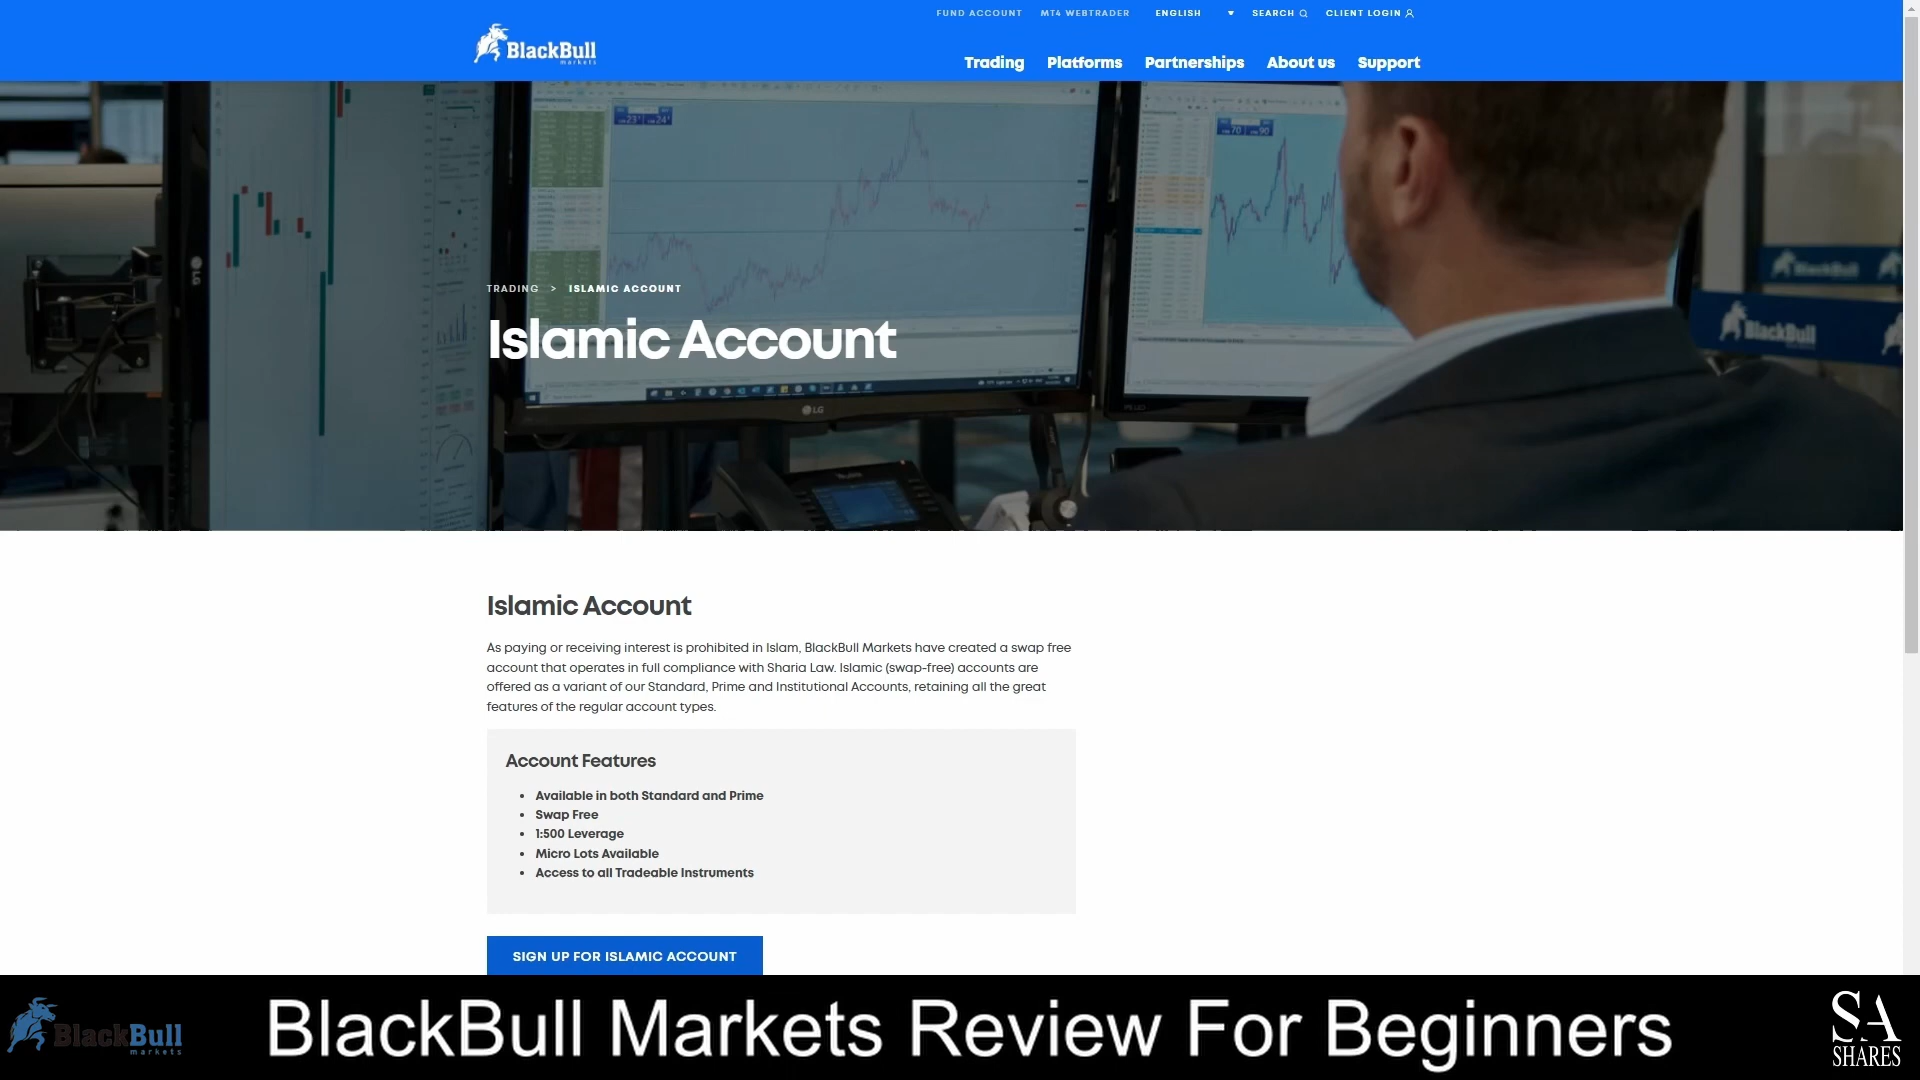 FUND ACCOUNT MT4 WEBTRADER ENGLISH SEARCH CLIENT LOGIN
BlackBull
markets
Trading Platforms Partnerships About us Support
LG
BlackBull
BlackBull
TRADING > ISLAMIC ACCOUNT
Islamic Account
LG
Islamic Account
As paying or receiving interest is prohibited in Islam, BlackBull Markets have created a swap free
account that operates in full compliance with Sharia Law. Islamic (swap-free) accounts are
offered as a variant of our Standard, Prime and Institutional Accounts, retaining all the great
features of the regular account types.
Account Features
• Available in both Standard and Prime
• Swap Free
• 1:500 Leverage
• Micro Lots Available
• Access to all Tradeable Instruments
SIGN UP FOR ISLAMIC ACCOUNT
BlackBull
markets
BlackBull Markets Review For Beginners
SA
SHARES